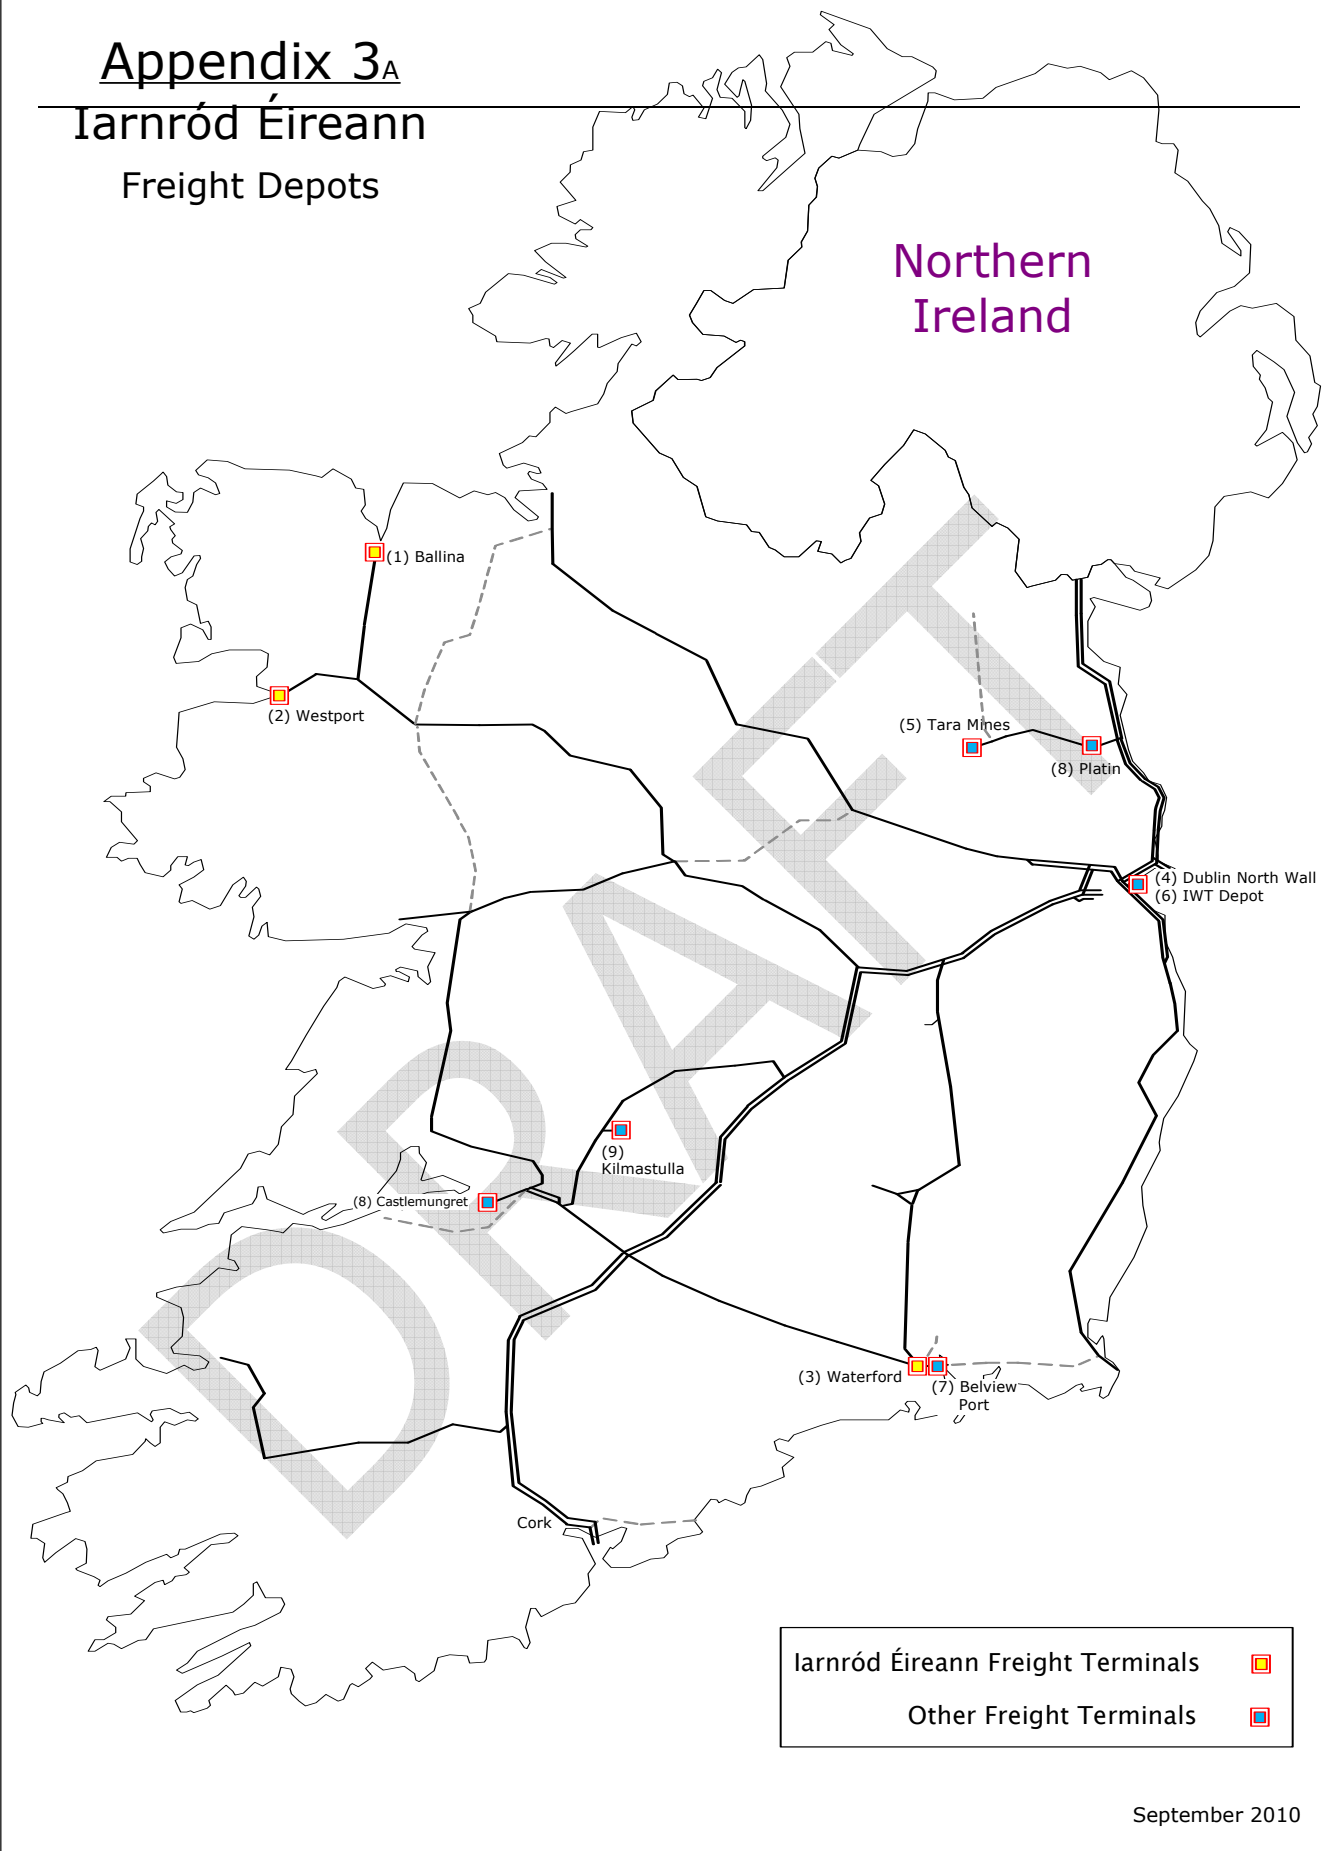 Appendix 3A
Iarnród Éireann
Freight Depots
Northern
Ireland
(1) Ballina
(2) Westport
(5) Tara Mines
(8) Platin
(4) Dublin North Wall
(6) IWT Depot
(9)
Kilmastulla
(8) Castlemungret
(3) Waterford
(7) Belview
Port
Cork
DRAFT
Iarnród Éireann Freight Terminals
Other Freight Terminals
September 2010